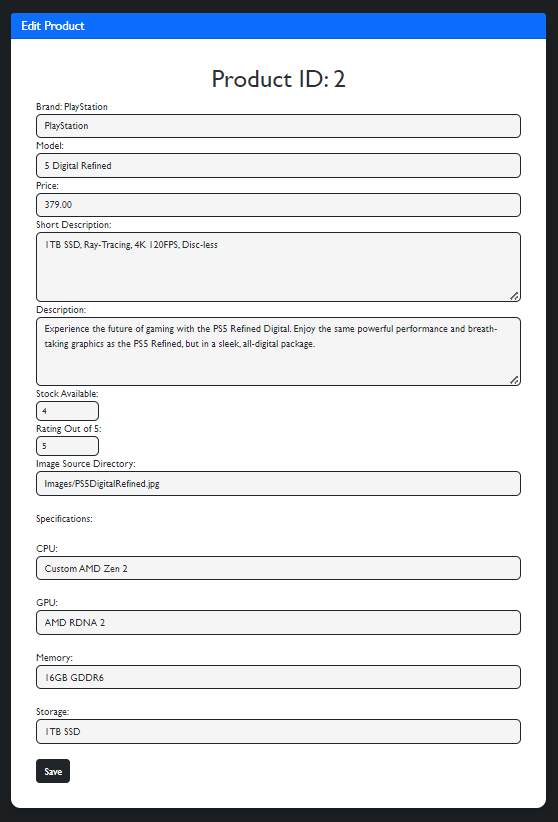 Edit Product
Product ID: 2
Brand: PlayStation
PlayStation
Model:
5 Digital Refined
Price:
379.00
Short Description:
1TB SSD, Ray-Tracing, 4K 120FPS, Disc-less
Description:
Experience the future of gaming with the PS5 Refined Digital. Enjoy the same powerful performance and breath-
taking graphics as the PS5 Refined, but in a sleek, all-digital package.
Stock Available:
4
Rating Out of 5:
5
Image Source Directory:
Images/PS5DigitalRefined.jpg
Specifications:
CPU:
Custom AMD Zen 2
GPU:
AMD RDNA 2
Memory:
16GB GDDR6
Storage:
1TB SSD
Save